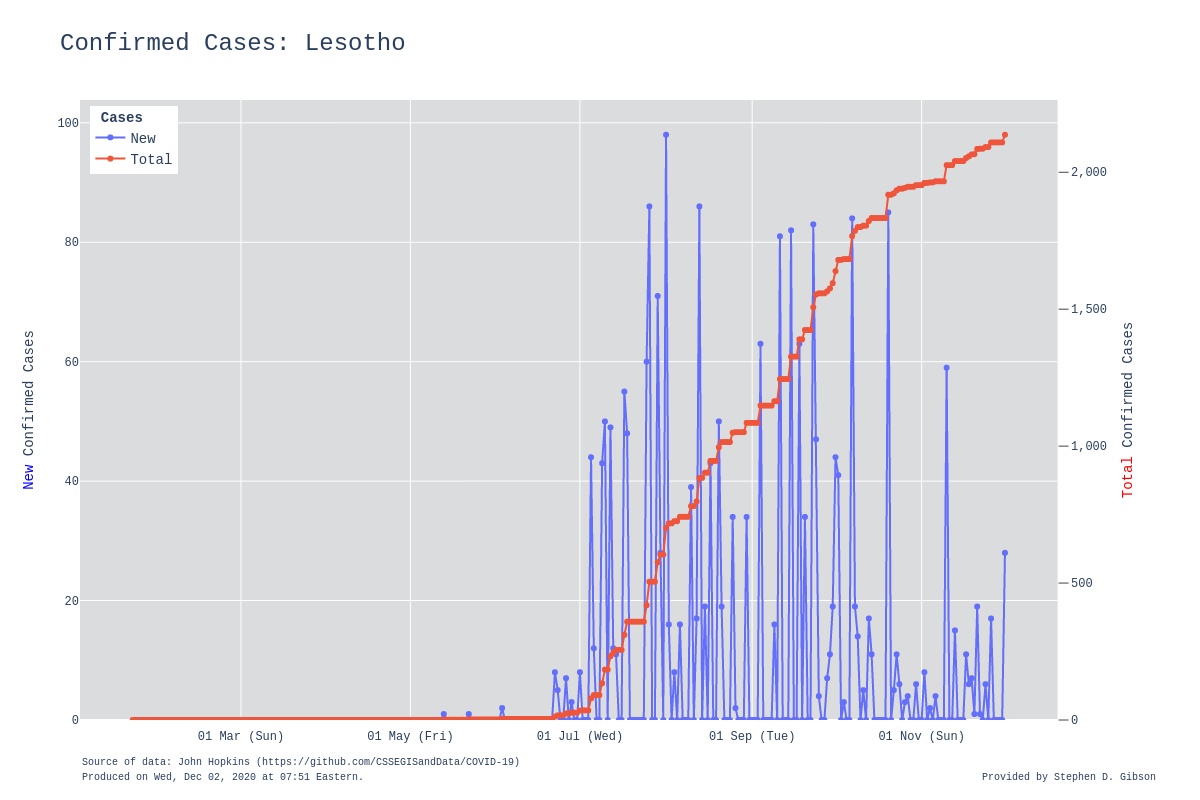 Confirmed Cases: Lesotho
Cases
New
Total
100
80
60
40
20
0
2,000
1,500
1,000
500
0
New Confirmed Cases
Total Confirmed Cases
01 Mar (Sun)
01 May (Fri)
01 Jul (Wed)
01 Sep (Tue)
01 Nov (Sun)
Source of data: John Hopkins (https://github.com/CSSEGISandData/COVID-19)
Produced on Wed, Dec 02, 2020 at 07:51 Eastern.
Provided by Stephen D. Gibson